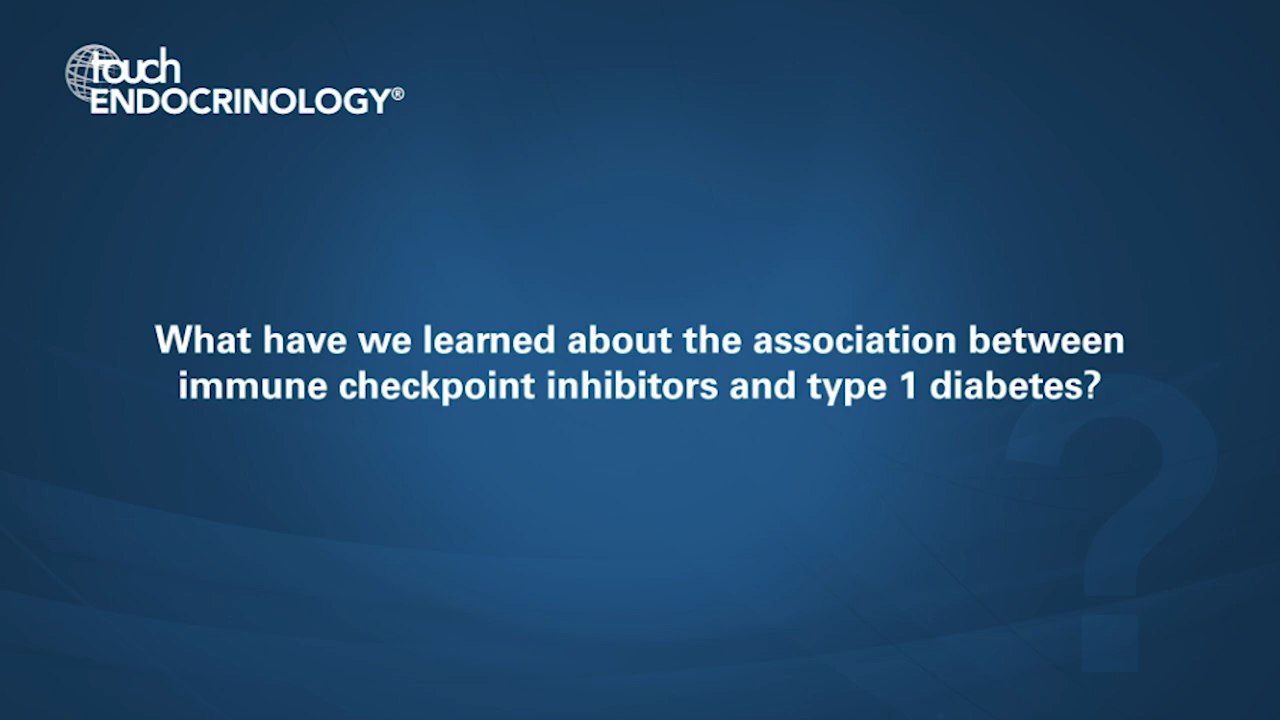 touch
ENDOCRINOLOGY®
What have we learned about the association between
immune checkpoint inhibitors and type 1 diabetes?
?